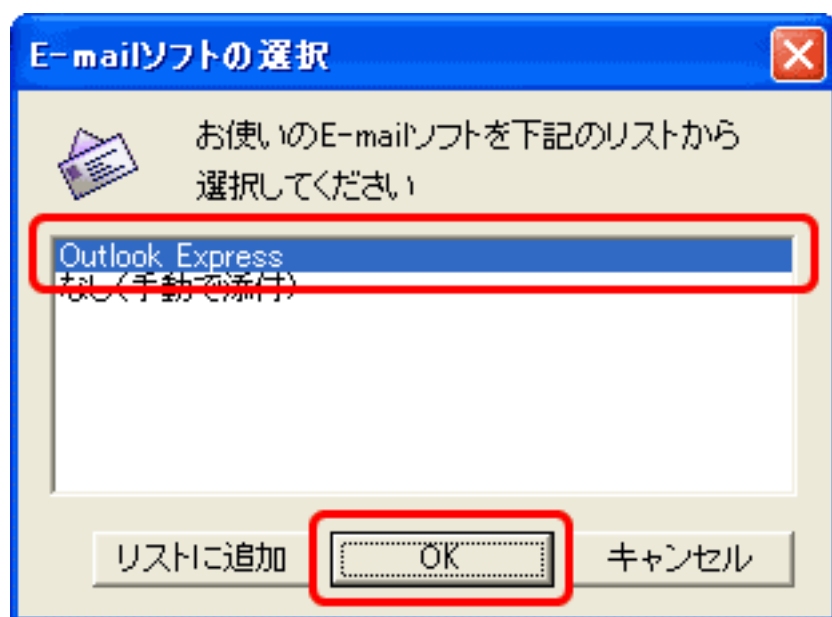 E-mailソフトの選択
お使いのE-mailソフトを下記のリストから
選択してください
Outlook Express
なし(手動で添付)
リストに追加 OK キャンセル